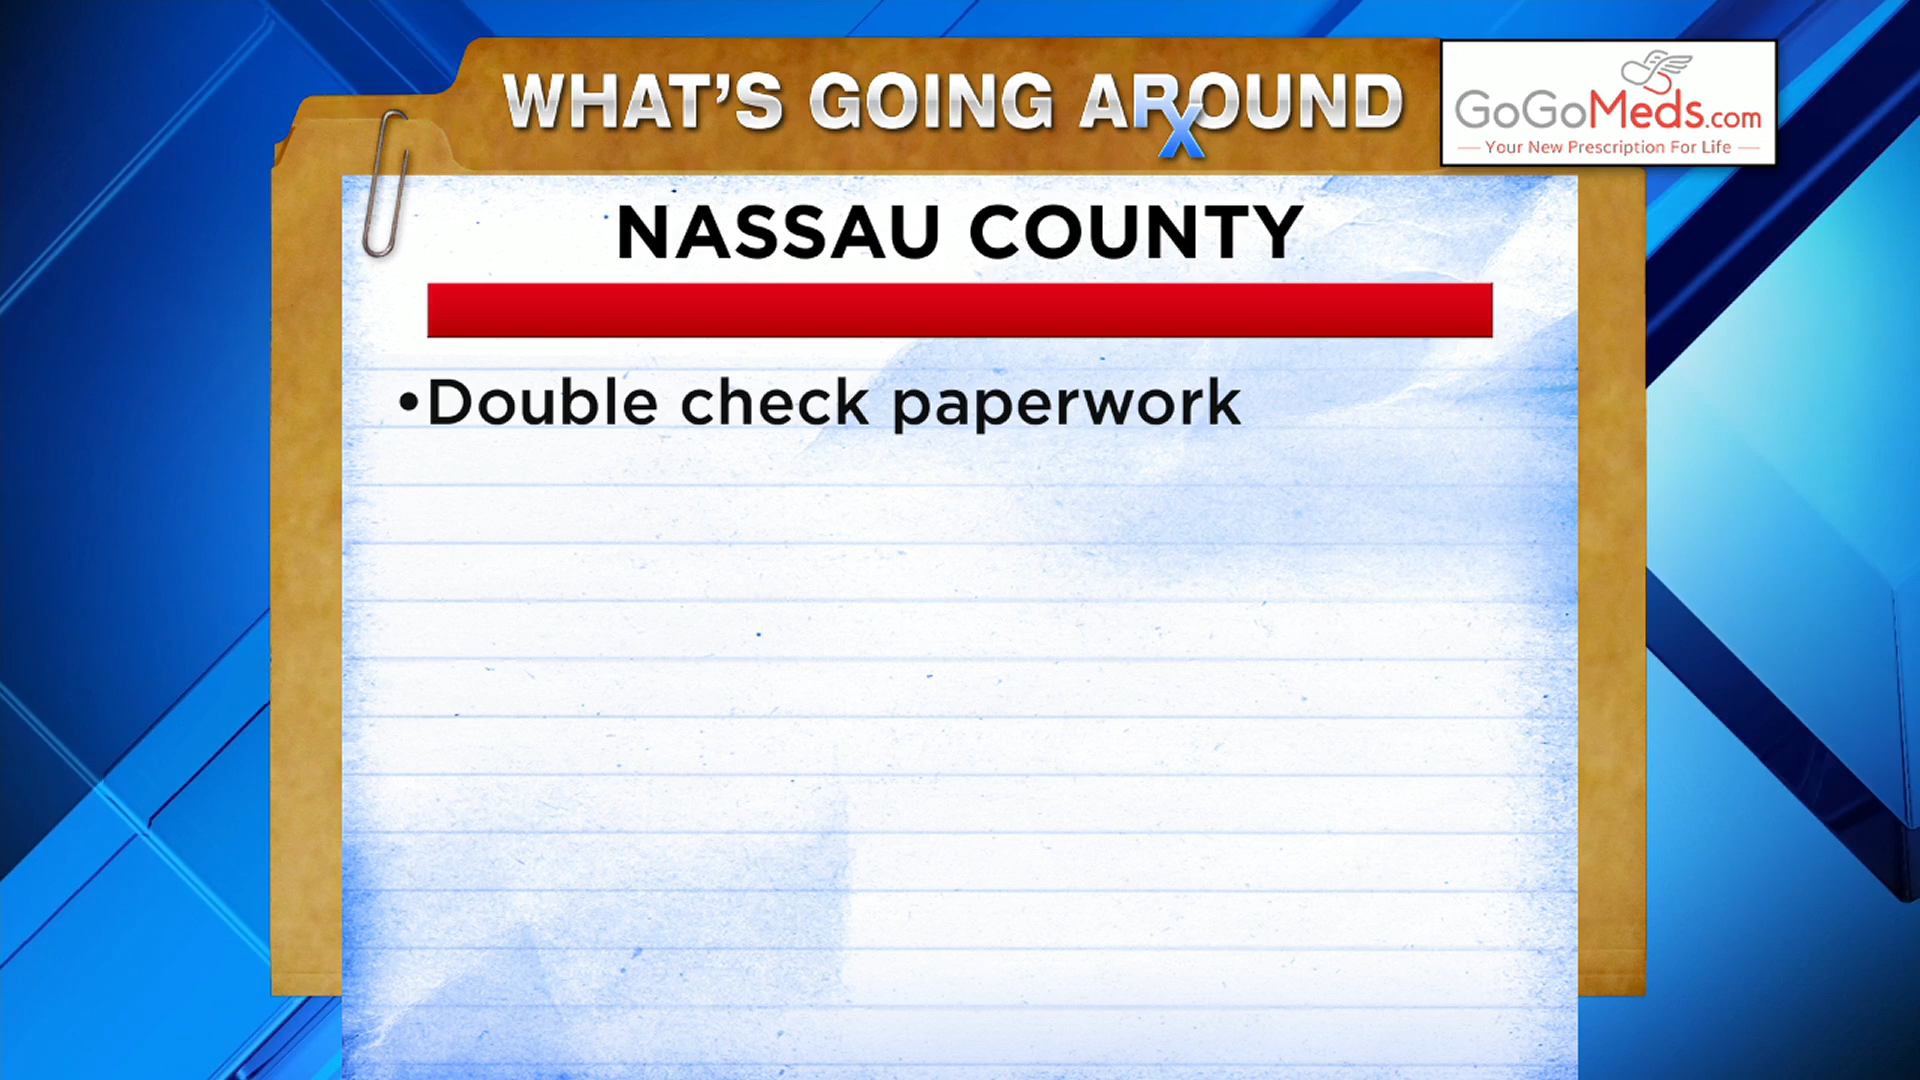 WHAT'S GOING AROUND
GoGoMeds.com
Your New Prescription For Life
NASSAU COUNTY
•Double check paperwork